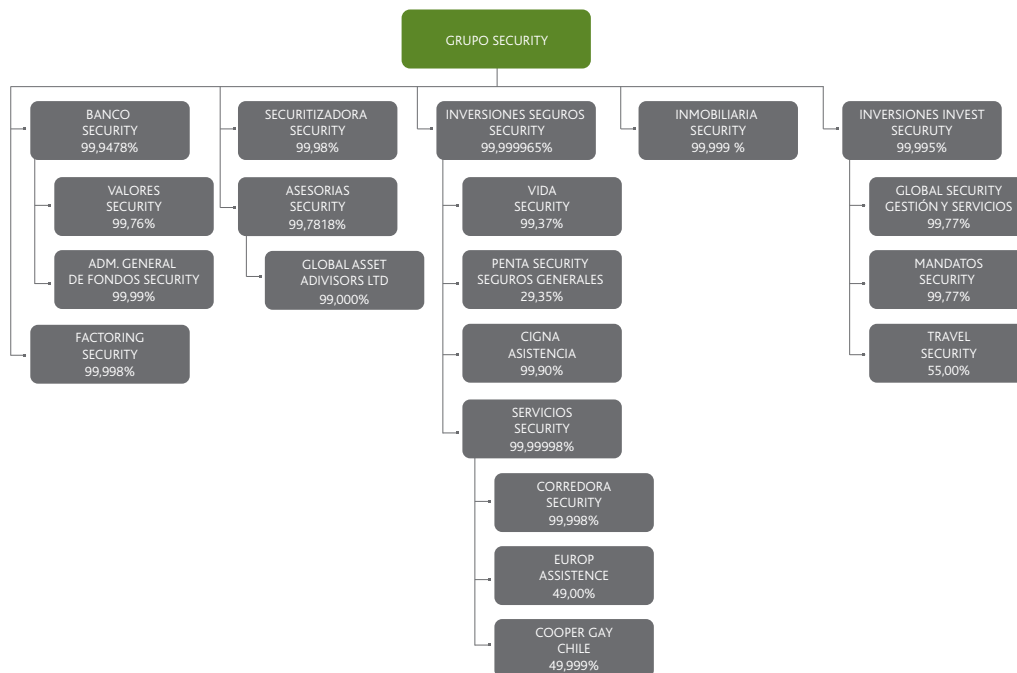 GRUPO SECURITY
BANCO
SECURITY
99,9478%
VALORES
SECURITY
99,76%
ADM. GENERAL
DE FONDOS SECURITY
99,99%
FACTORING
SECURITY
99,998%
SECURITIZADORA
SECURITY
99,98%
ASESORIAS
SECURITY
99,7818%
GLOBAL ASSET
ADIVISORS LTD
99,000%
INVERSIONES SEGUROS
SECURITY
99,999965%
VIDA
SECURITY
99,37%
PENTA SECURITY
SEGUROS GENERALES
29,35%
CIGNA
ASISTENCIA
99,90%
SERVICIOS
SECURITY
99,99998%
CORREDORA
SECURITY
99,998%
EUROP
ASSISTENCE
49,00%
COOPER GAY
CHILE
49,999%
INMOBILIARIA
SECURITY
99,999 %
INVERSIONES INVEST
SECURUTY
99,995%
GLOBAL SECURITY
GESTIÓN Y SERVICIOS
99,77%
MANDATOS
SECURITY
99,77%
TRAVEL
SECURITY
55,00%